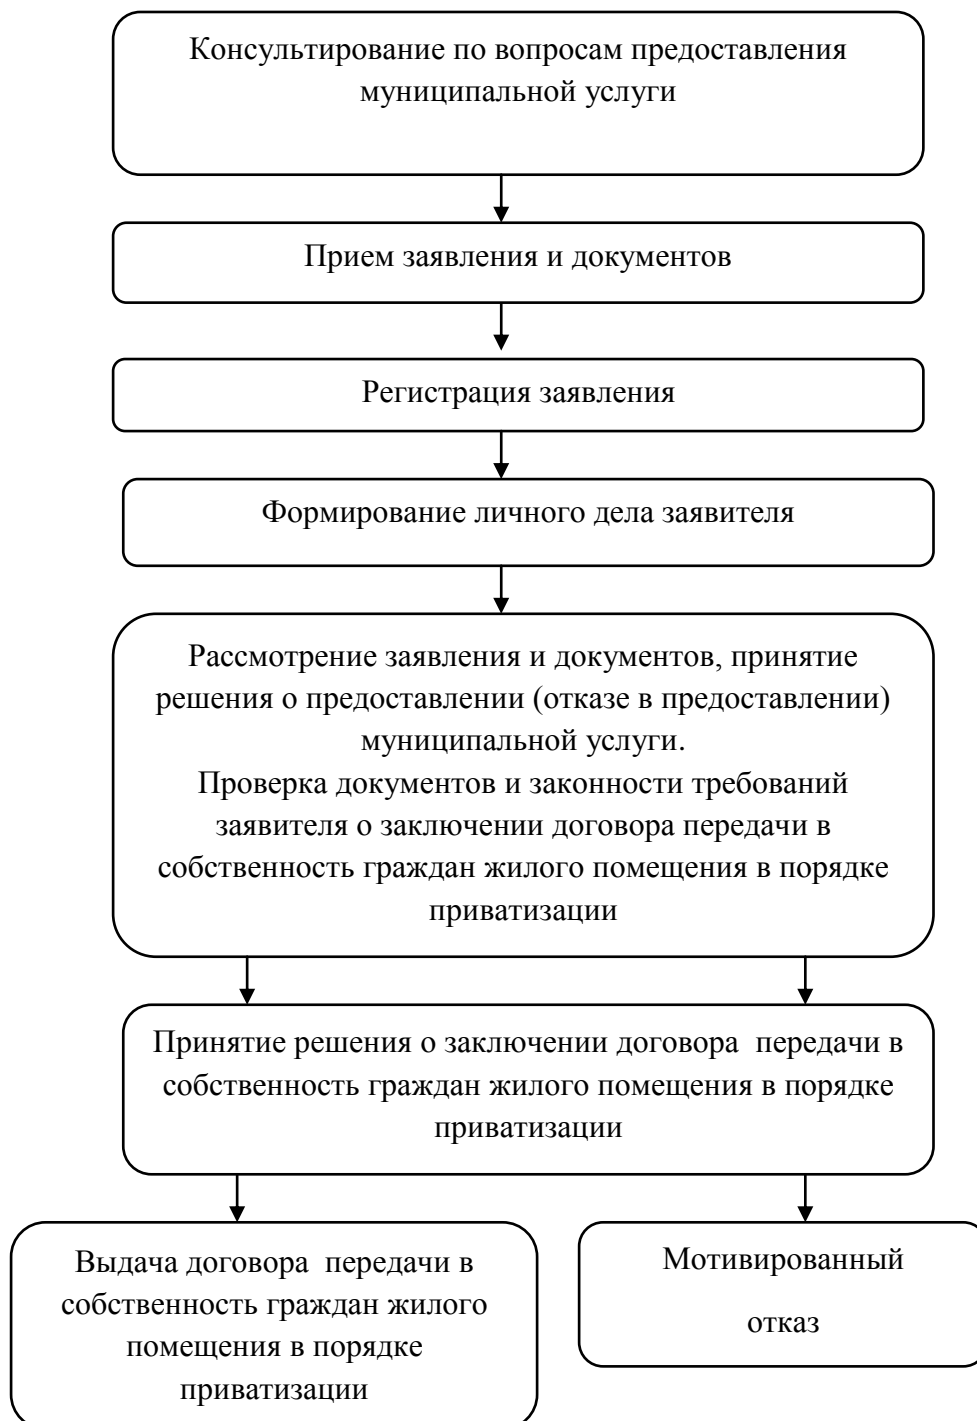 Консультирование по вопросам предоставления
муниципальной услуги
Прием заявления и документов
Регистрация заявления
Формирование личного дела заявителя
Рассмотрение заявления и документов, принятие
решения о предоставлении (отказе в предоставлении)
муниципальной услуги.
Проверка документов и законности требований
заявителя о заключении договора передачи в
собственность граждан жилого помещения в порядке
приватизации
Принятие решения о заключении договора  передачи в
собственность граждан жилого помещения в порядке
приватизации
Выдача договора  передачи в
собственность граждан жилого
помещения в порядке
приватизации
Мотивированный
отказ